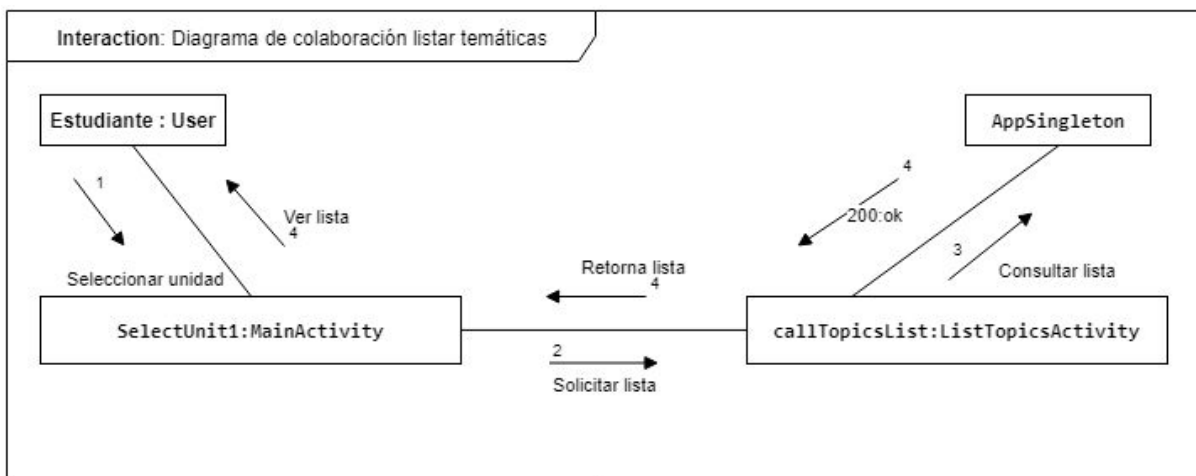 Interaction: Diagrama de colaboración listar temáticas
Estudiante : User
AppSingleton
1
Ver lista
4
4
200:ok
3
Consultar lista
Seleccionar unidad
Retorna lista
4
SelectUnit1:MainActivity
callTopicsList:ListTopicsActivity
2
Solicitar lista